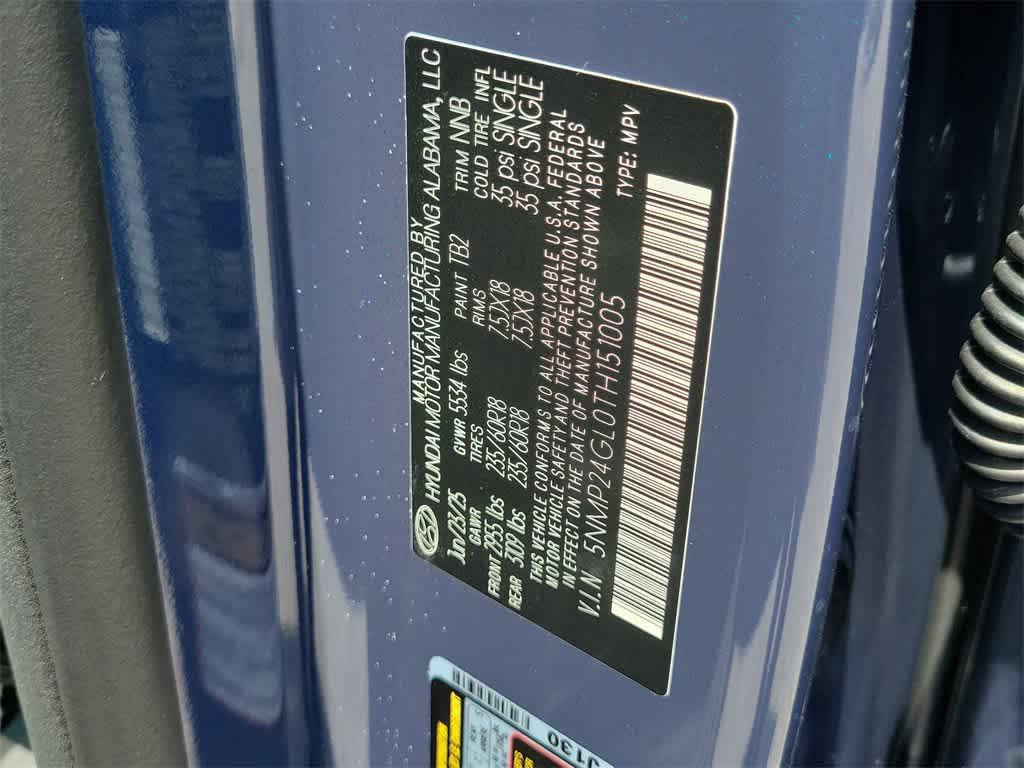 MANUFACTURED BY
HYUNDAI MOTOR MANUFACTURING ALABAMA, LLC
Jn/25/25 GVWR 5534 lbs PAINT TB2 TRIM NNB
GAWR TIRES RIMS COLD TIRE INFL
FRONT 2955 lbs 235/60R18 7.5JX18 35 psi SINGLE
REAR 3109 lbs 235/60R18 7.5JX18 35 psi SINGLE
THIS VEHICLE CONFORMS TO ALL APPLICABLE U.S.A. FEDERAL
MOTOR VEHICLE SAFETY AND THEFT PREVENTION STANDARDS
IN EFFECT ON THE DATE OF MANUFACTURE SHOWN ABOVE
V.I.N 5NMP24GL0TH151005 TYPE: MPV
J130